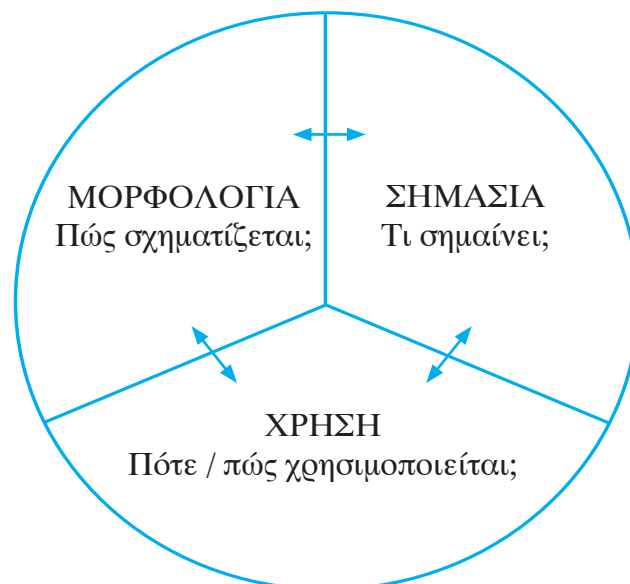 ΜΟΡΦΟΛΟΓΙΑ
Πώς σχηματίζεται;
ΣΗΜΑΣΙΑ
Τι σημαίνει;
ΧΡΗΣΗ
Πότε / πώς χρησιμοποιείται;